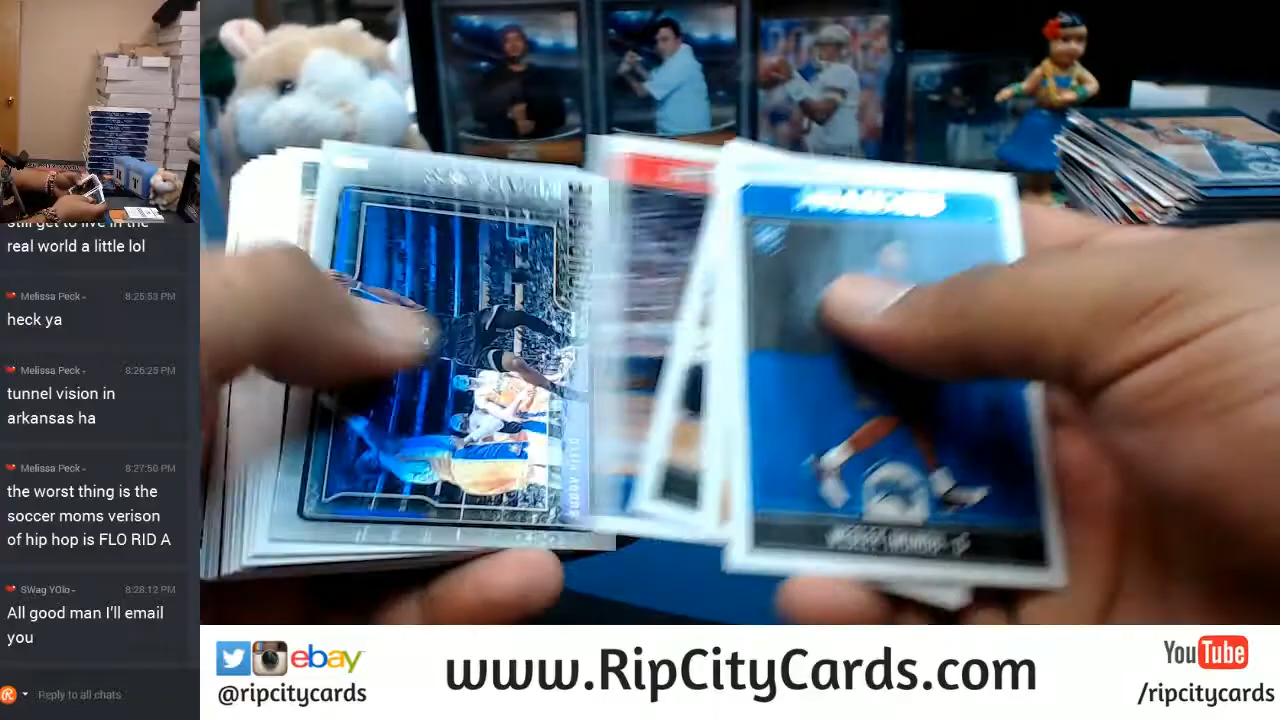 still get to live in the
real world a little lol
Melissa Peck- 8:25:53 PM
heck ya
Melissa Peck- 8:26:25 PM
tunnel vision in
arkansas ha
Melissa Peck- 8:27:50 PM
the worst thing is the
soccer moms verison
of hip hop is FLO RID A
SWag YOlo- 8:28:12 PM
All good man I'll email
you
Reply to all chats
ebay
@ripcitycards
www.RipCityCards.com
YouTube
/ripcitycards